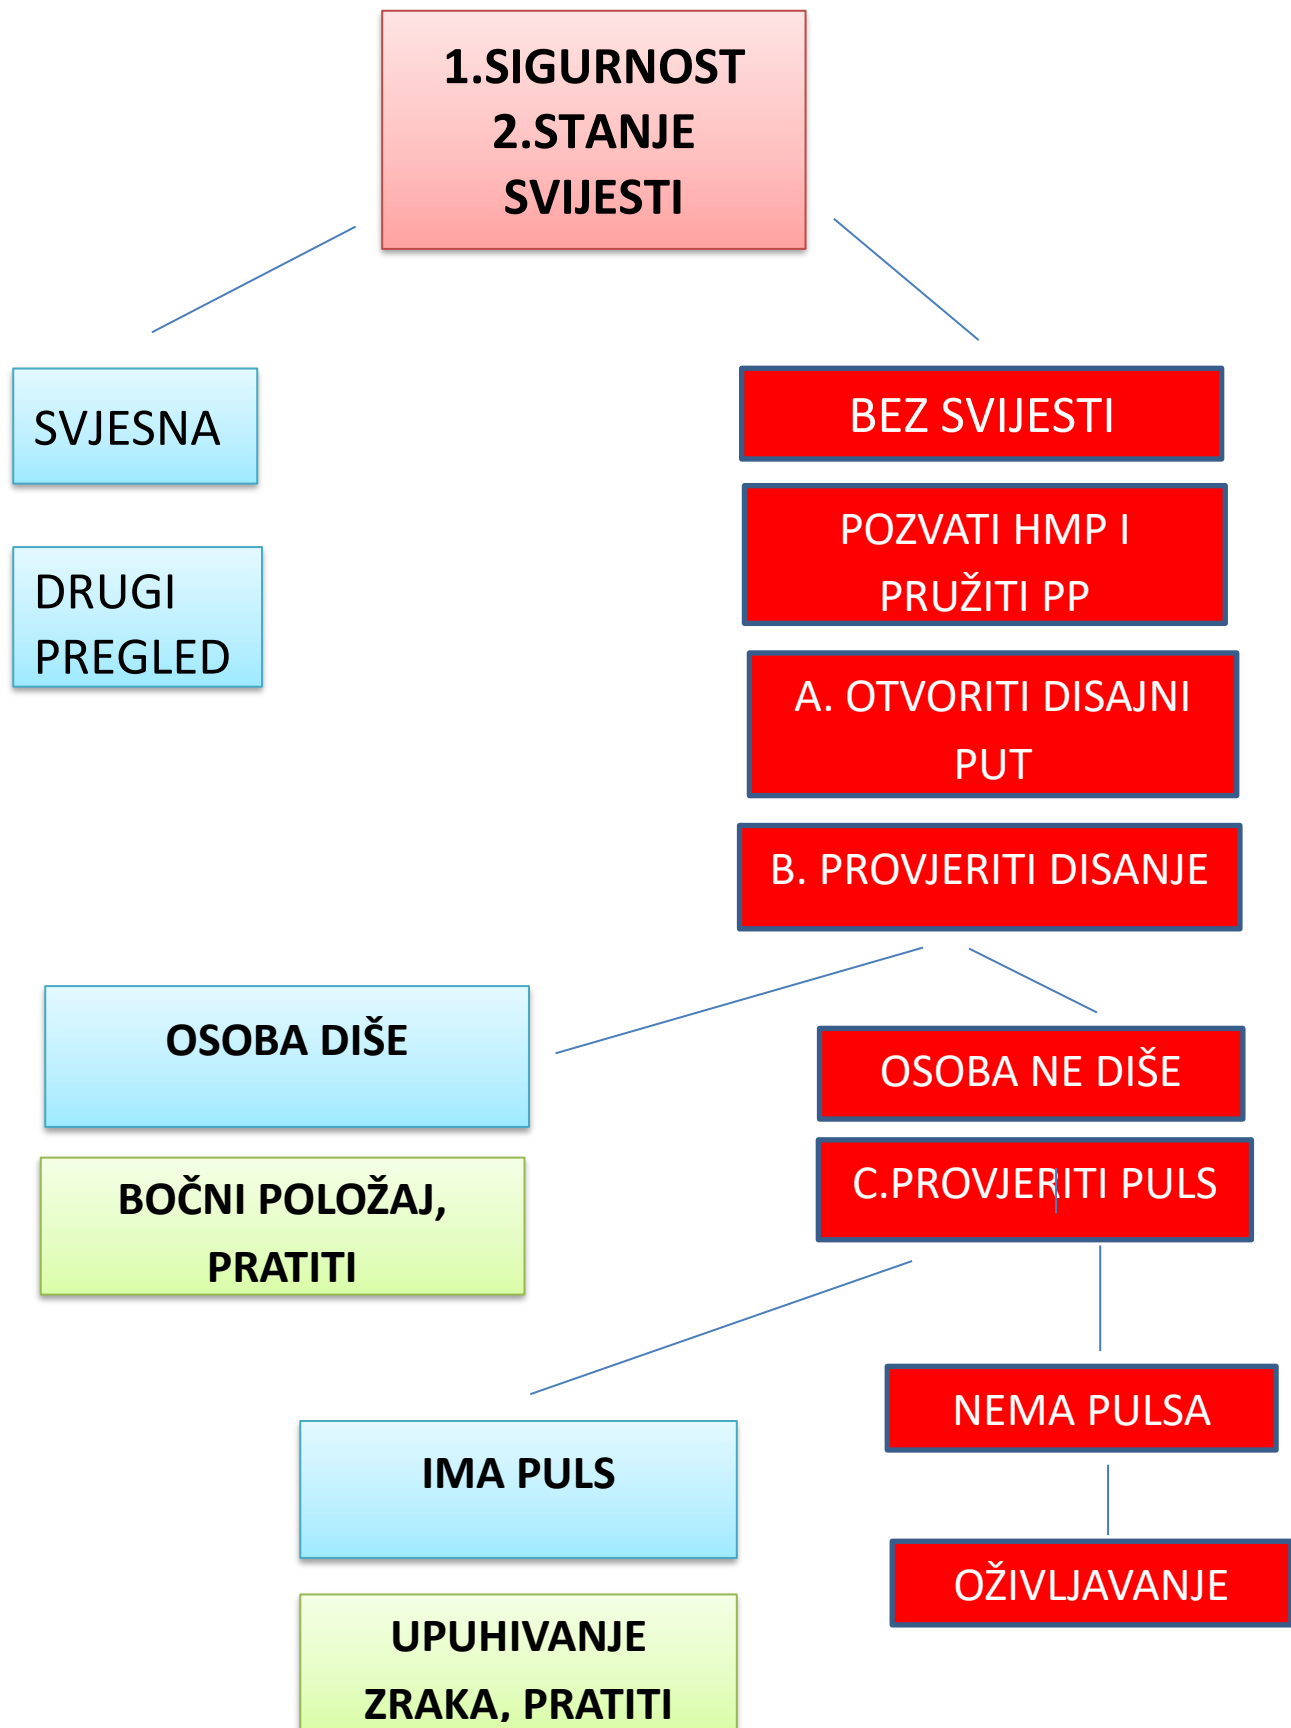 1.SIGURNOST
2.STANJE
SVIJESTI
SVJESNA
BEZ SVIJESTI
POZVATI HMP I
PRUŽITI PP
DRUGI
PREGLED
A. OTVORITI DISAJNI
PUT
B. PROVJERITI DISANJE
OSOBA DIŠE
OSOBA NE DIŠE
BOČNI POLOŽAJ,
PRATITI
C.PROVJERITI PULS
NEMA PULSA
IMA PULS
OŽIVLJAVANJE
UPUHIVANJE
ZRAKA, PRATITI